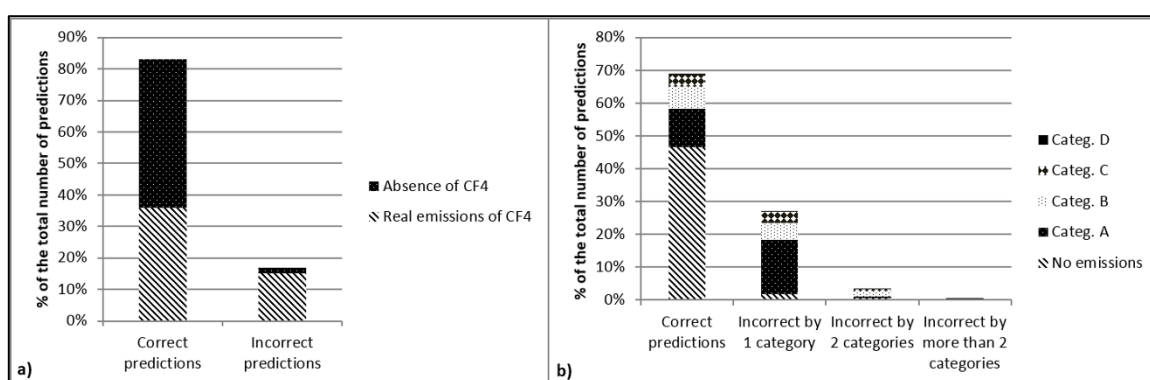 % of the total number of predictions
90%
80%
70%
60%
50%
40%
30%
20%
10%
0%
Correct predictions
Incorrect predictions
Absence of CF4
Real emissions of CF4
a)
% of the total number of predictions
80%
70%
60%
50%
40%
30%
20%
10%
0%
Correct predictions
Incorrect by 1 category
Incorrect by 2 categories
Incorrect by more than 2 categories
Categ. D
Categ. C
Categ. B
Categ. A
No emissions
b)